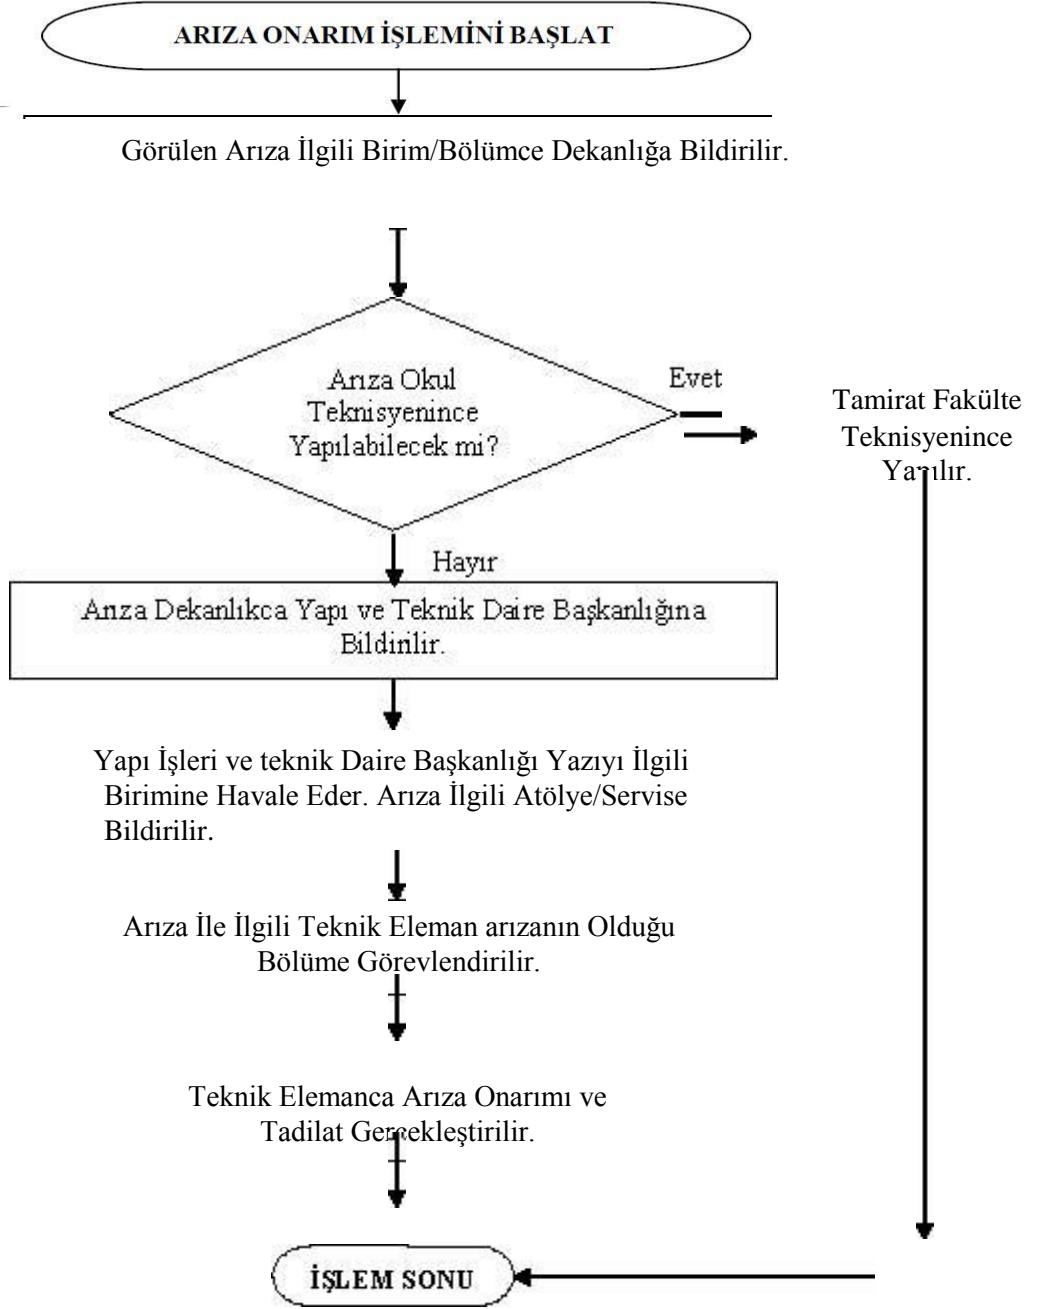 ARIZA ONARIM İŞLEMİNİ BAŞLAT
Görülen Arıza İlgili Birim/Bölümce Dekanlığa Bildirilir.
Arıza Okul
Teknisyenince
Yapılabilecek mi?
Evet
Tamirat Fakülte
Teknisyenince
Yapılır.
Hayır
Arıza Dekanlıkca Yapı ve Teknik Daire Başkanlığına
Bildirilir.
Yapı İşleri ve teknik Daire Başkanlığı Yazıyı İlgili
Birimine Havale Eder. Arıza İlgili Atölye/Servise
Bildirilir.
Arıza İle İlgili Teknik Eleman arızanın Olduğu
Bölüme Görevlendirilir.
Teknik Elemanca Arıza Onarımı ve
Tadilat Gerçekleştirilir.
İŞLEM SONU